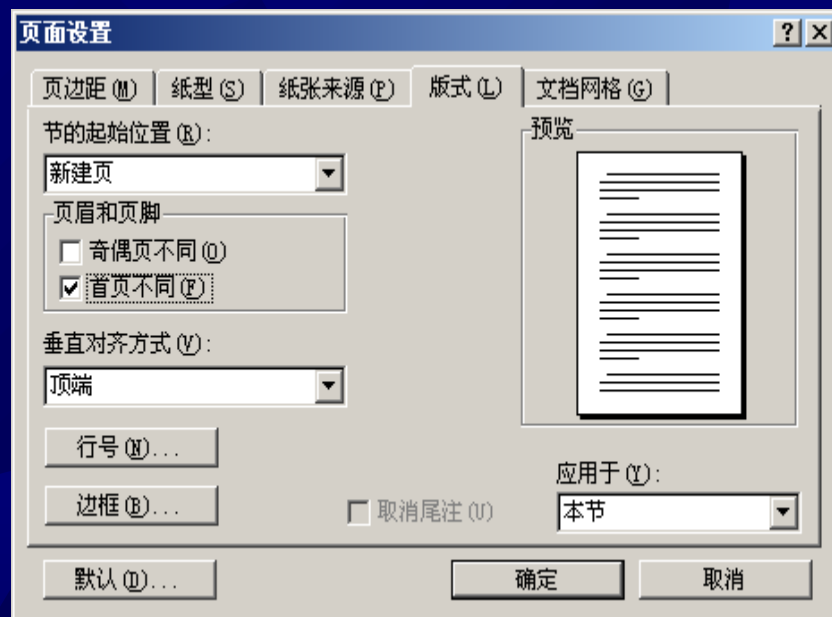 页面设置
页边距(M) 纸型(S) 纸张来源(P) 版式(L) 文档网格(G)
节的起始位置(R):
新建页
页眉和页脚
奇偶页不同(O)
首页不同(F)
垂直对齐方式(V):
顶端
行号(N)...
边框(B)...
取消尾注(U)
预览
应用于(Y):
本节
默认(D)...
确定
取消